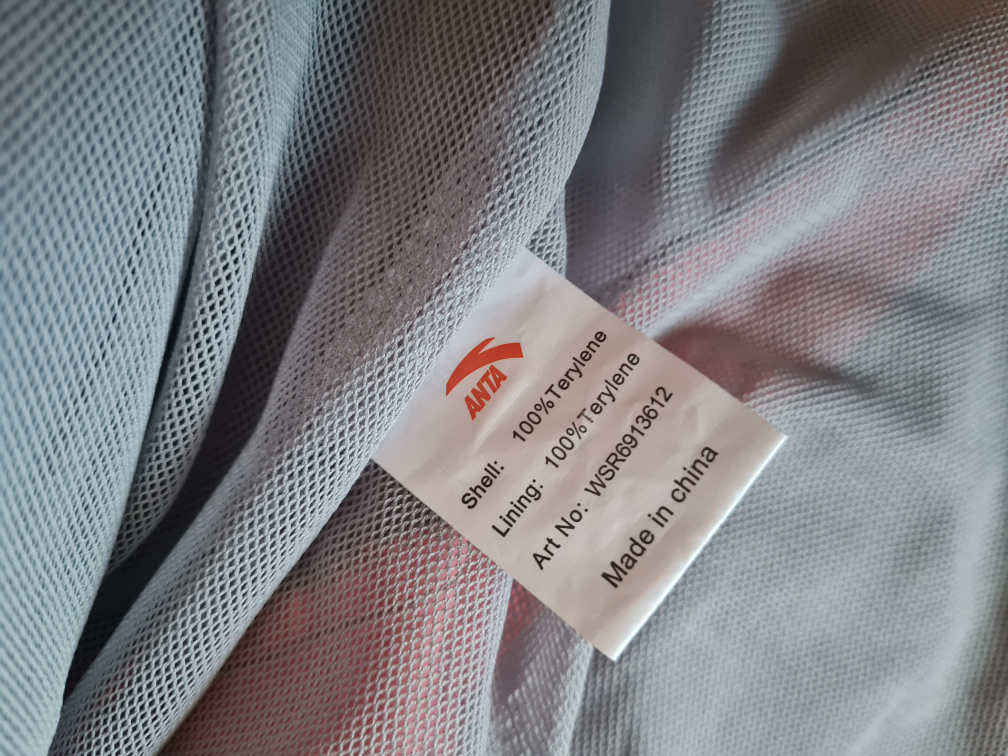 ANTA
Shell: 100%Terylene
Lining: 100%Terylene
Art No: WSR6913612
Made in china